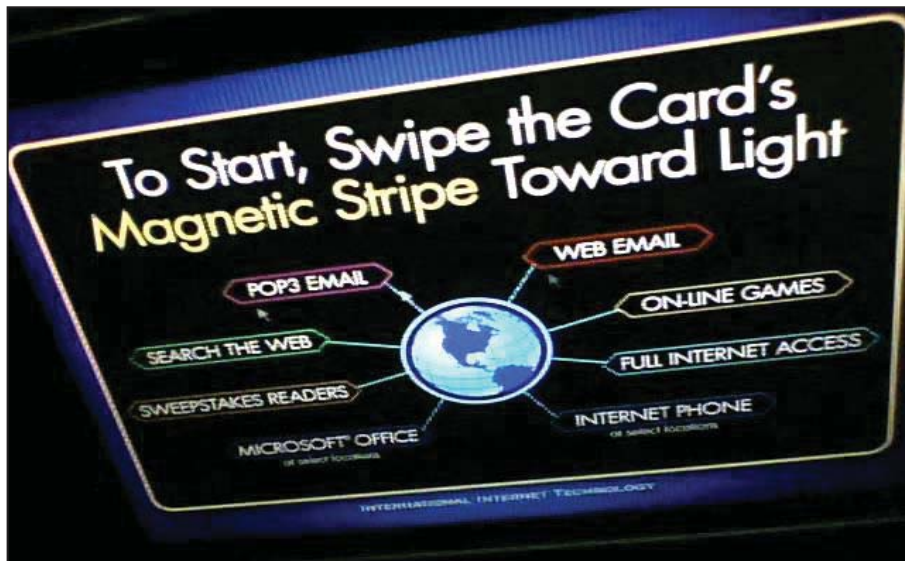 To Start, Swipe the Card's
Magnetic Stripe Toward Light
POP3 EMAIL
WEB EMAIL
SEARCH THE WEB
ON-LINE GAMES
SWEEPSTAKES READERS
FULL INTERNET ACCESS
MICROSOFT® OFFICE
at select locations
INTERNET PHONE
at select locations
INTERNATIONAL INTERNET TECHNOLOGY